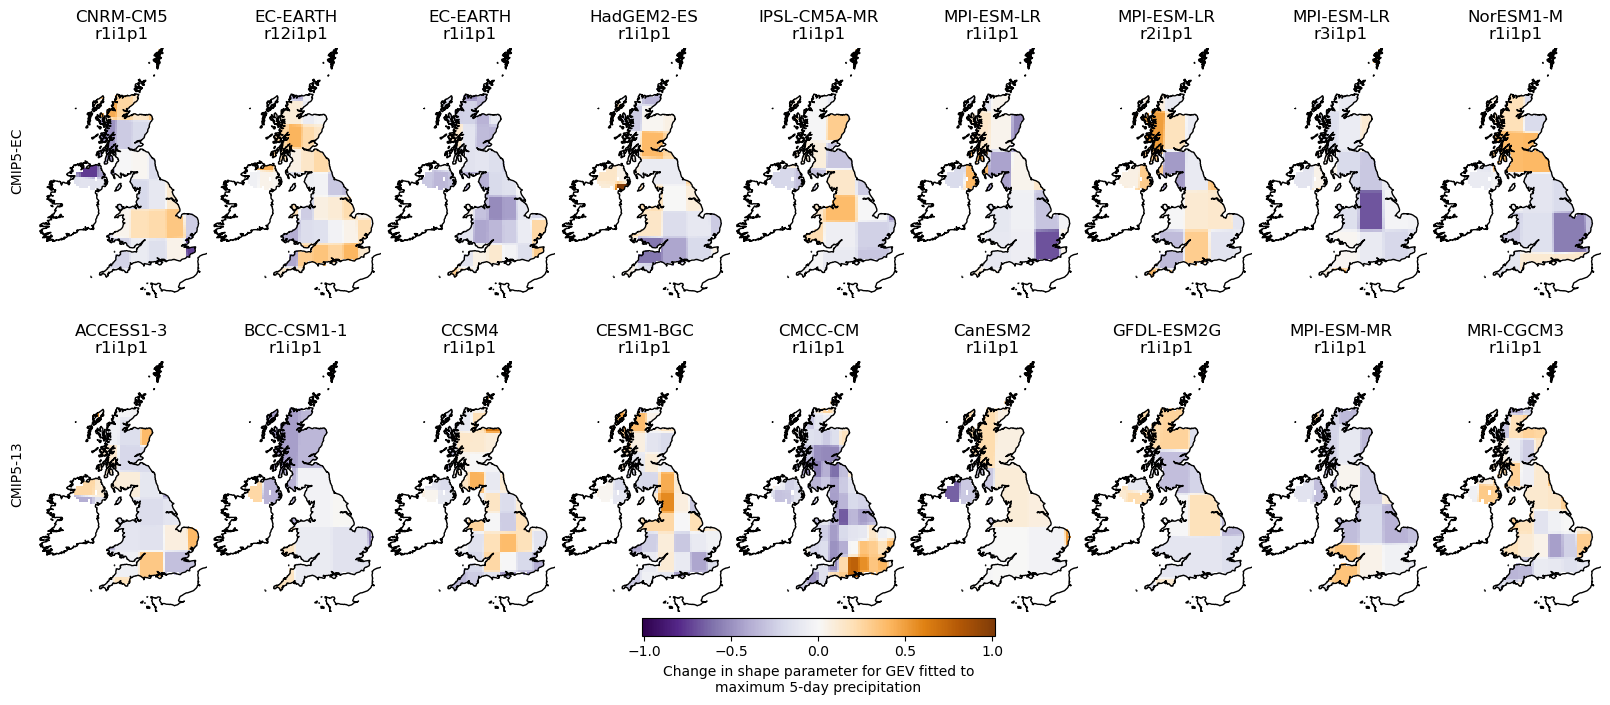 CNRM-CM5 EC-EARTH EC-EARTH HadGEM2-ES IPSL-CM5A-MR MPI-ESM-LR MPI-ESM-LR MPI-ESM-LR NorESM1-M
r1i1p1 r12i1p1 r1i1p1 r1i1p1 r1i1p1 r1i1p1 r2i1p1 r3i1p1 r1i1p1
CMIP5-EC
ACCESS1-3 BCC-CSM1-1 CCSM4 CESM1-BGC CMCC-CM CanESM2 GFDL-ESM2G MPI-ESM-MR MRI-CGCM3
r1i1p1 r1i1p1 r1i1p1 r1i1p1 r1i1p1 r1i1p1 r1i1p1 r1i1p1 r1i1p1
CMIP5-13
−1.0 −0.5 0.0 0.5 1.0
Change in shape parameter for GEV fitted to
maximum 5-day precipitation